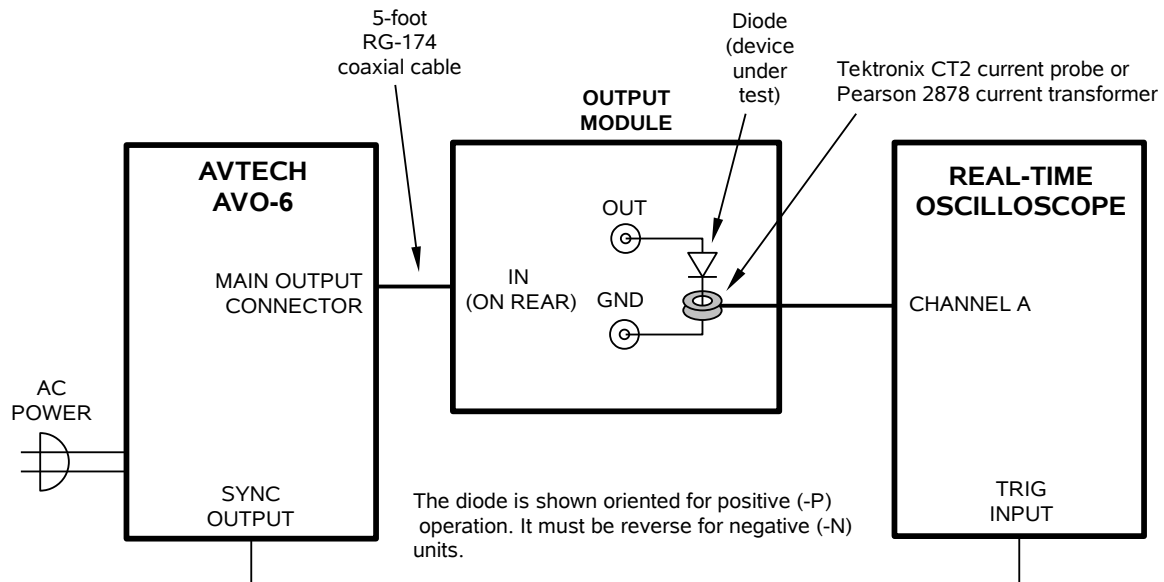 5-foot
RG-174
coaxial cable
Diode
(device
under
test)
Tektronix CT2 current probe or
Pearson 2878 current transformer
OUTPUT
MODULE
AVTECH
AVO-6
REAL-TIME
OSCILLOSCOPE
OUT
MAIN OUTPUT
CONNECTOR
IN
(ON REAR)
GND
CHANNEL A
AC
POWER
SYNC
OUTPUT
The diode is shown oriented for positive (-P)
operation. It must be reverse for negative (-N)
units.
TRIG
INPUT